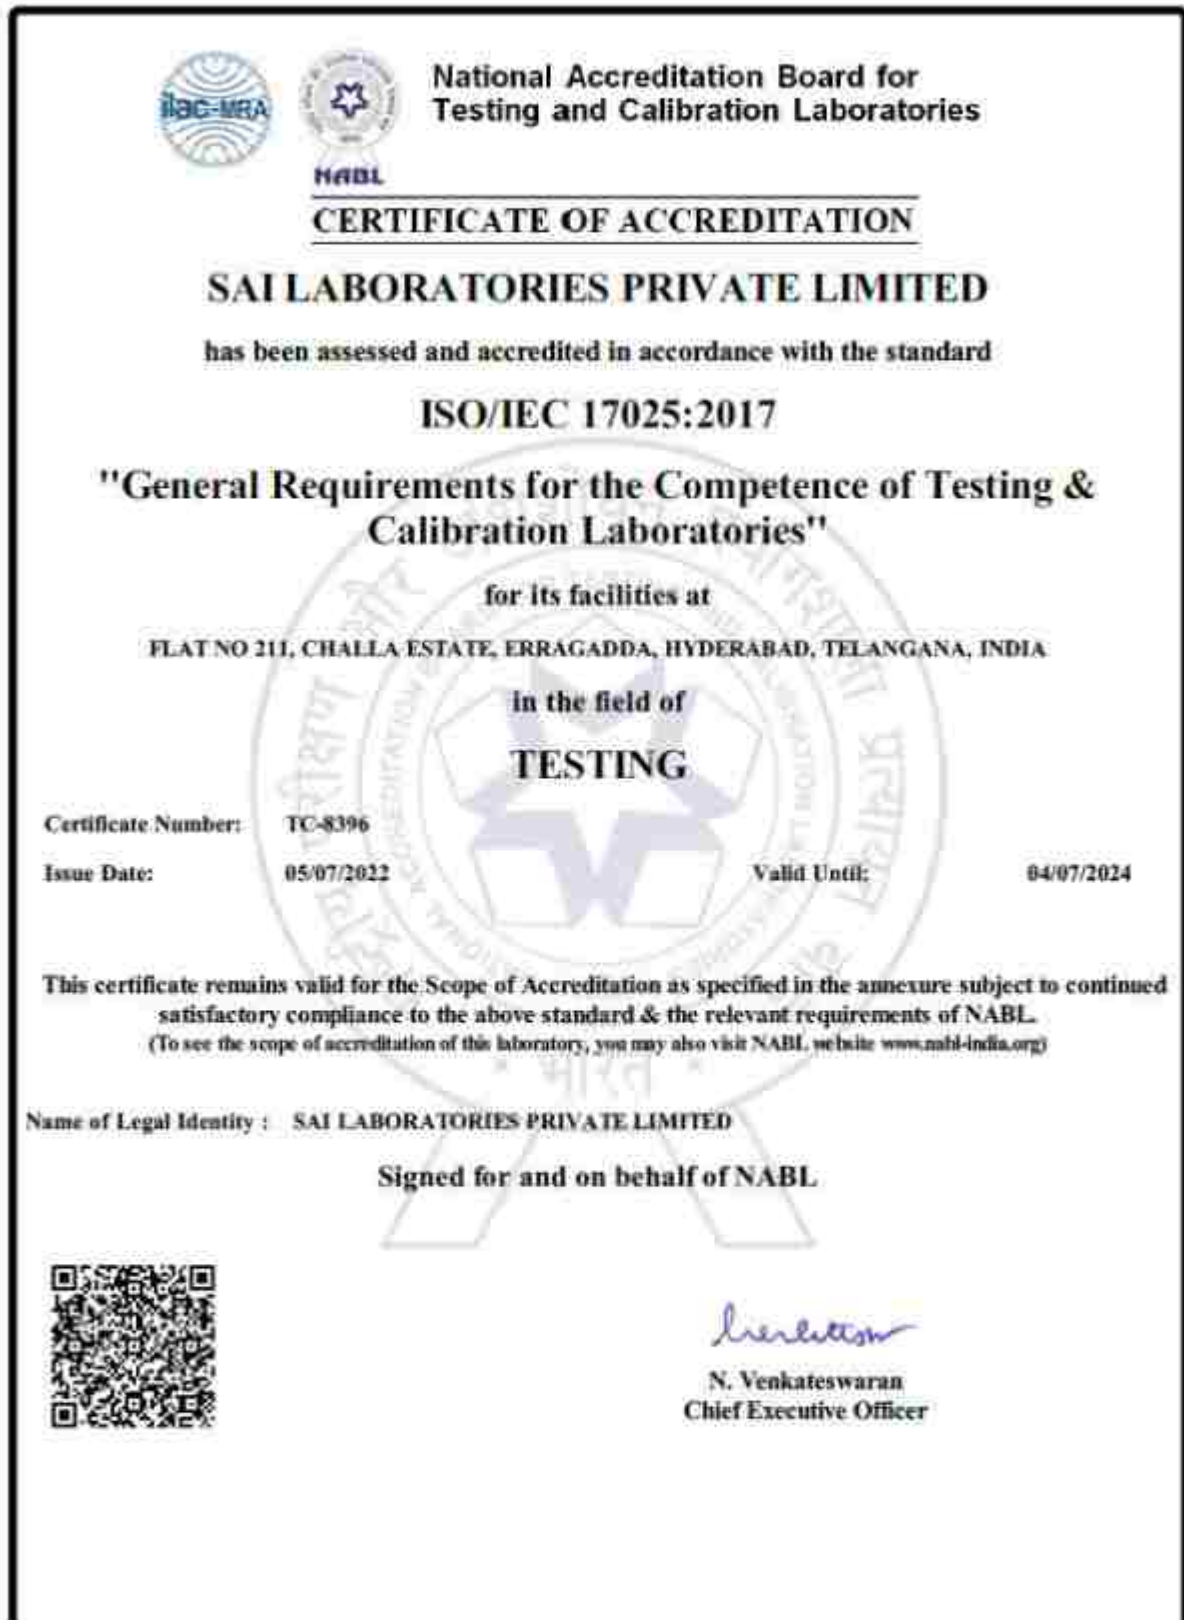 ilac-MRA
NABL
National Accreditation Board for
Testing and Calibration Laboratories
CERTIFICATE OF ACCREDITATION
SAI LABORATORIES PRIVATE LIMITED
has been assessed and accredited in accordance with the standard
ISO/IEC 17025:2017
"General Requirements for the Competence of Testing &
Calibration Laboratories"
for its facilities at
FLAT NO 211, CHALLA ESTATE, ERRAGADDA, HYDERABAD, TELANGANA, INDIA
in the field of
TESTING
Certificate Number: TC-8396
Issue Date: 05/07/2022 Valid Until: 04/07/2024
This certificate remains valid for the Scope of Accreditation as specified in the annexure subject to continued
satisfactory compliance to the above standard & the relevant requirements of NABL.
(To see the scope of accreditation of this laboratory, you may also visit NABL website www.nabl-india.org)
भारत
Name of Legal Identity : SAI LABORATORIES PRIVATE LIMITED
Signed for and on behalf of NABL
N. Venkateswaran
Chief Executive Officer